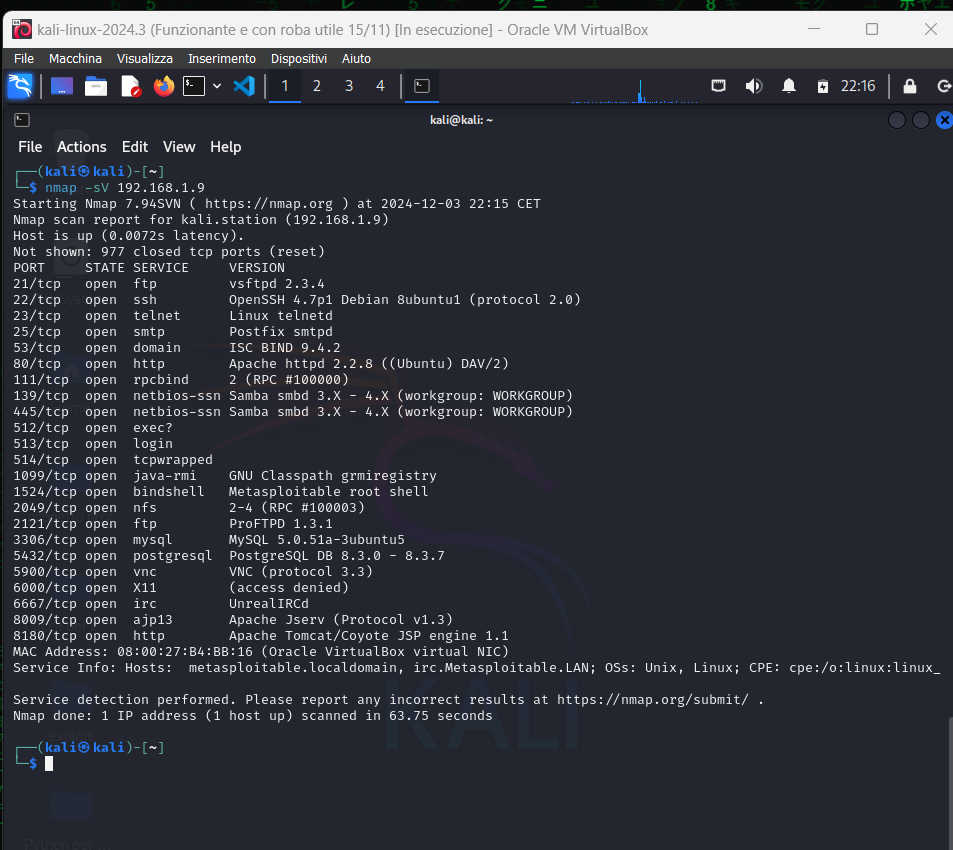 kali-linux-2024.3 (Funzionante e con roba utile 15/11) [In esecuzione] - Oracle VM VirtualBox
File Macchina Visualizza Inserimento Dispositivi Aiuto
1 2 3 4 22:16
kali@kali: ~
File Actions Edit View Help
┌──(kali㉿kali)-[~]
└─$ nmap -sV 192.168.1.9
Starting Nmap 7.94SVN ( https://nmap.org ) at 2024-12-03 22:15 CET
Nmap scan report for kali.station (192.168.1.9)
Host is up (0.0072s latency).
Not shown: 977 closed tcp ports (reset)
PORT     STATE SERVICE     VERSION
21/tcp   open  ftp         vsftpd 2.3.4
22/tcp   open  ssh         OpenSSH 4.7p1 Debian 8ubuntu1 (protocol 2.0)
23/tcp   open  telnet      Linux telnetd
25/tcp   open  smtp        Postfix smtpd
53/tcp   open  domain      ISC BIND 9.4.2
80/tcp   open  http        Apache httpd 2.2.8 ((Ubuntu) DAV/2)
111/tcp  open  rpcbind     2 (RPC #100000)
139/tcp  open  netbios-ssn Samba smbd 3.X - 4.X (workgroup: WORKGROUP)
445/tcp  open  netbios-ssn Samba smbd 3.X - 4.X (workgroup: WORKGROUP)
512/tcp  open  exec?
513/tcp  open  login
514/tcp  open  tcpwrapped
1099/tcp open  java-rmi    GNU Classpath grmiregistry
1524/tcp open  bindshell   Metasploitable root shell
2049/tcp open  nfs         2-4 (RPC #100003)
2121/tcp open  ftp         ProFTPD 1.3.1
3306/tcp open  mysql       MySQL 5.0.51a-3ubuntu5
5432/tcp open  postgresql  PostgreSQL DB 8.3.0 - 8.3.7
5900/tcp open  vnc         VNC (protocol 3.3)
6000/tcp open  X11         (access denied)
6667/tcp open  irc         UnrealIRCd
8009/tcp open  ajp13       Apache Jserv (Protocol v1.3)
8180/tcp open  http        Apache Tomcat/Coyote JSP engine 1.1
MAC Address: 08:00:27:B4:BB:16 (Oracle VirtualBox virtual NIC)
Service Info: Hosts:  metasploitable.localdomain, irc.Metasploitable.LAN; OSs: Unix, Linux; CPE: cpe:/o:linux:linux_
Service detection performed. Please report any incorrect results at https://nmap.org/submit/ .
Nmap done: 1 IP address (1 host up) scanned in 63.75 seconds
┌──(kali㉿kali)-[~]
└─$
KALI